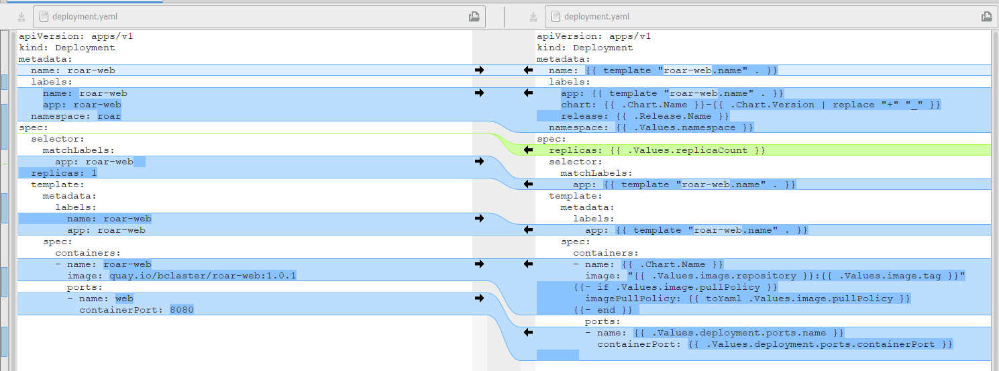 deployment.yaml
apiVersion: apps/v1
kind: Deployment
metadata:
  name: roar-web
  labels:
    name: roar-web
    app: roar-web
  namespace: roar
spec:
  selector:
    matchLabels:
      app: roar-web
  replicas: 1
  template:
    metadata:
      labels:
        name: roar-web
        app: roar-web
    spec:
      containers:
      - name: roar-web
        image: quay.io/bclaster/roar-web:1.0.1
        ports:
        - name: web
          containerPort: 8080
deployment.yaml
apiVersion: apps/v1
kind: Deployment
metadata:
  name: {{ template "roar-web.name" . }}
  labels:
    app: {{ template "roar-web.name" . }}
    chart: {{ .Chart.Name }}-{{ .Chart.Version | replace "+" "_" }}
    release: {{ .Release.Name }}
  namespace: {{ .Values.namespace }}
spec:
  replicas: {{ .Values.replicaCount }}
  selector:
    matchLabels:
      app: {{ template "roar-web.name" . }}
  template:
    metadata:
      labels:
        app: {{ template "roar-web.name" . }}
    spec:
      containers:
      - name: {{ .Chart.Name }}
        image: "{{ .Values.image.repository }}:{{ .Values.image.tag }}"
      {{- if .Values.image.pullPolicy }}
        imagePullPolicy: {{ toYaml .Values.image.pullPolicy }}
      {{- end }}
        ports:
        - name: {{ .Values.deployment.ports.name }}
          containerPort: {{ .Values.deployment.ports.containerPort }}